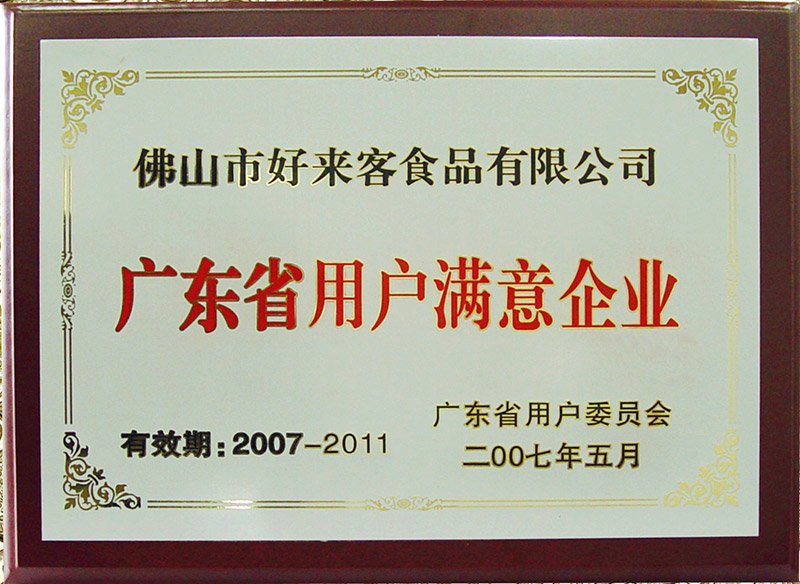 佛山市好来客食品有限公司
广东省用户满意企业
广东省用户委员会
有效期：2007-2011
二00七年五月